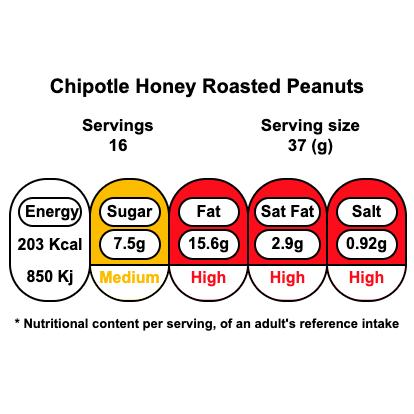 Chipotle Honey Roasted Peanuts
Servings Serving size
16 37 (g)
Energy Sugar Fat Sat Fat Salt
203 Kcal 7.5g 15.6g 2.9g 0.92g
850 Kj Medium High High High
* Nutritional content per serving, of an adult's reference intake